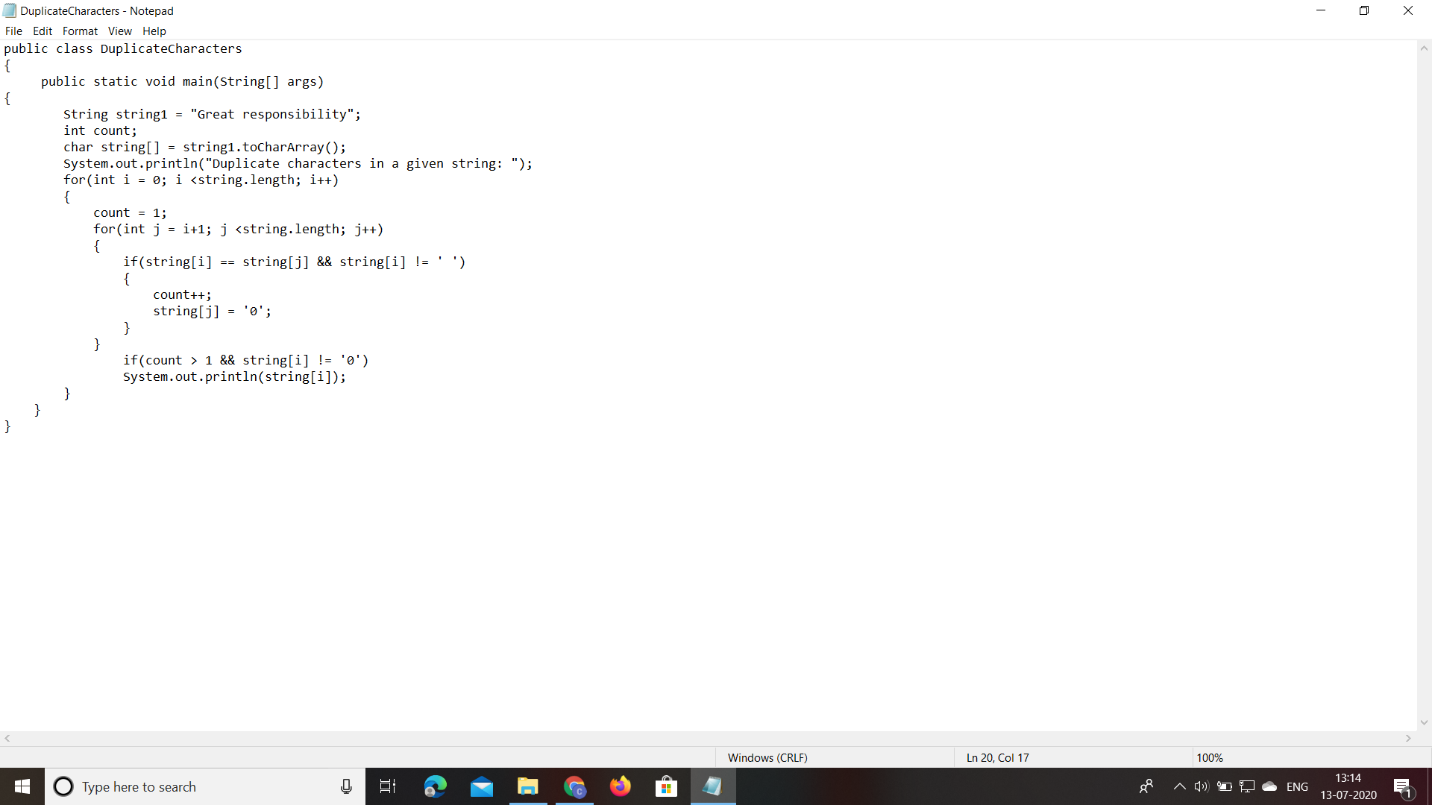 DuplicateCharacters - Notepad
File Edit Format View Help
public class DuplicateCharacters
{
     public static void main(String[] args)
{
        String string1 = "Great responsibility";
        int count;
        char string[] = string1.toCharArray();
        System.out.println("Duplicate characters in a given string: ");
        for(int i = 0; i <string.length; i++)
        {
            count = 1;
            for(int j = i+1; j <string.length; j++)
            {
                if(string[i] == string[j] && string[i] != ' ')
                {
                    count++;
                    string[j] = '0';
                }
            }
                if(count > 1 && string[i] != '0')
                System.out.println(string[i]);
        }
    }
}
Windows (CRLF) Ln 20, Col 17 100%
Type here to search
ENG
13:14
13-07-2020
1